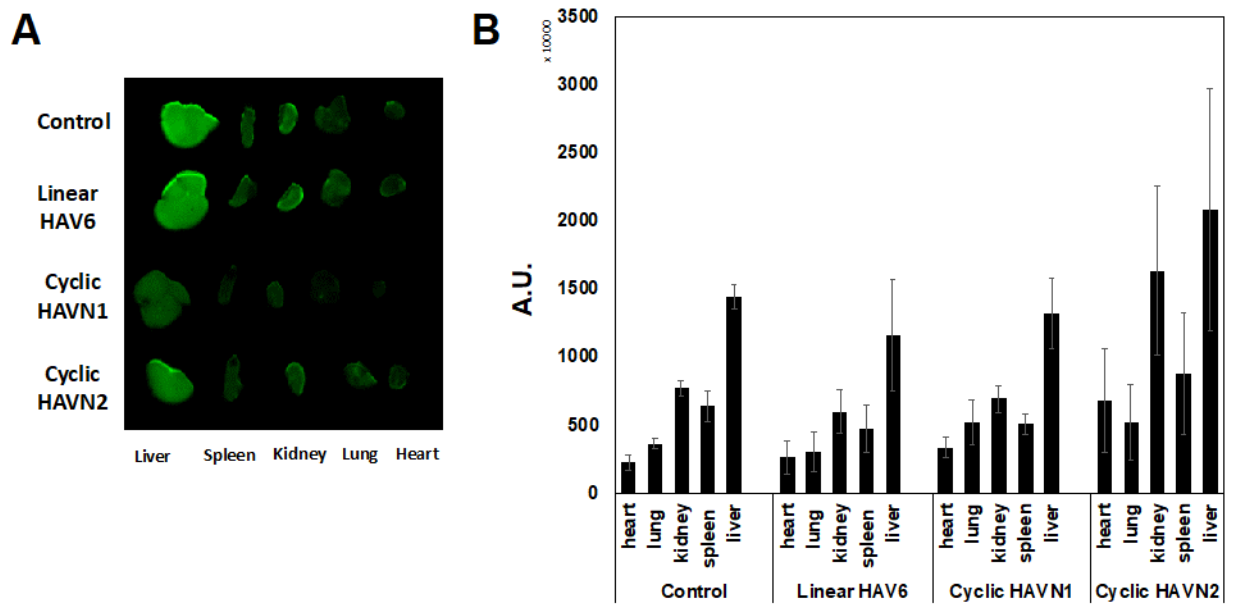 A
Control
Linear
HAV6
Cyclic
HAVN1
Cyclic
HAVN2
Liver Spleen Kidney Lung Heart
B
x 10000
A.U.
3500
3000
2500
2000
1500
1000
500
0
heart lung kidney spleen liver heart lung kidney spleen liver heart lung kidney spleen liver heart lung kidney spleen liver
Control Linear HAV6 Cyclic HAVN1 Cyclic HAVN2